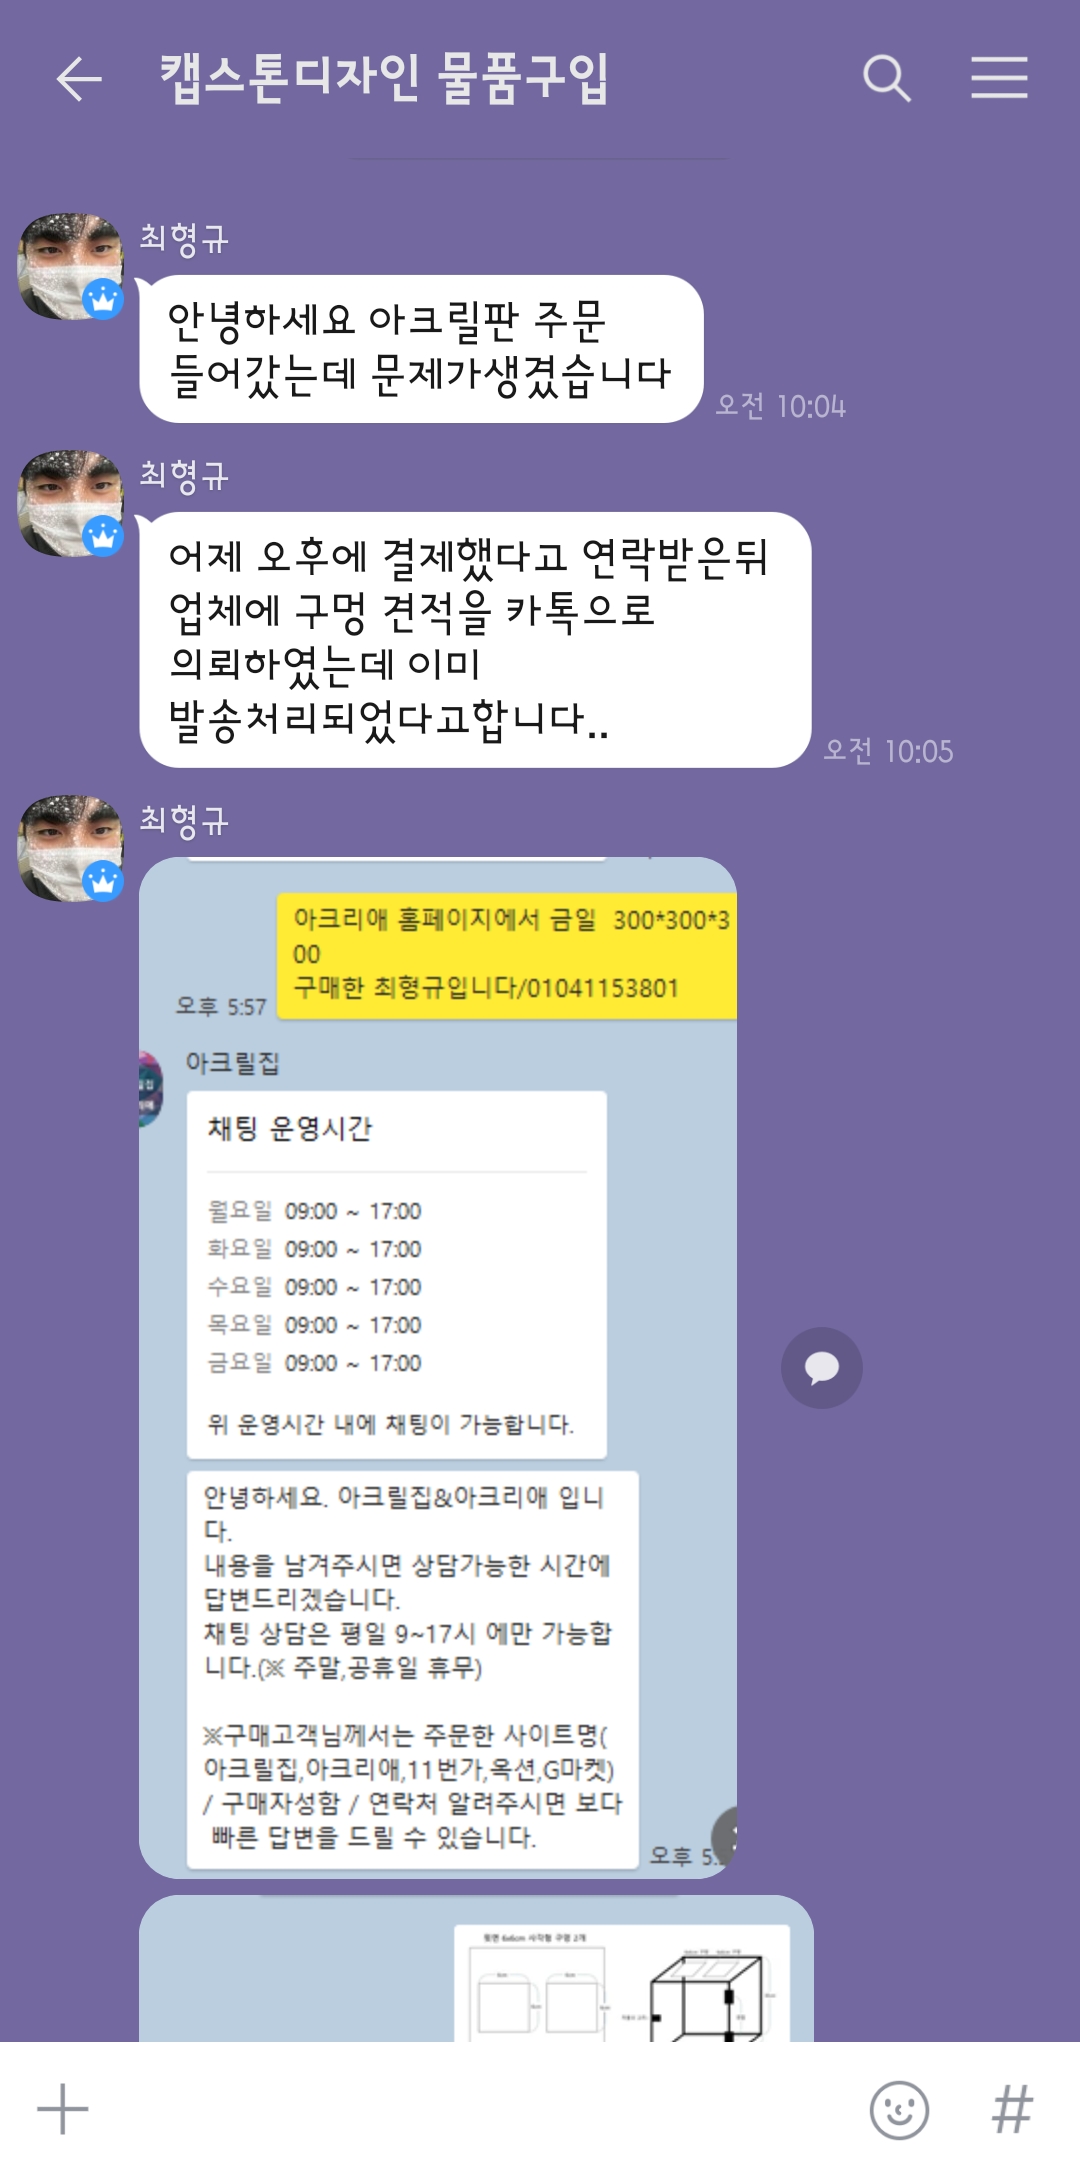 캡스톤디자인 물품구입
최형규
안녕하세요 아크릴판 주문
들어갔는데 문제가생겼습니다
오전 10:04
최형규
어제 오후에 결제했다고 연락받은뒤
업체에 구멍 견적을 카톡으로
의뢰하였는데 이미
발송처리되었다고합니다..
오전 10:05
최형규
아크리애 홈페이지에서 금일 300*300*3
00
구매한 최형규입니다/01041153801
오후 5:57
아크릴집
채팅 운영시간
월요일 09:00 ~ 17:00
화요일 09:00 ~ 17:00
수요일 09:00 ~ 17:00
목요일 09:00 ~ 17:00
금요일 09:00 ~ 17:00
위 운영시간 내에 채팅이 가능합니다.
안녕하세요. 아크릴집&아크리애 입니
다.
내용을 남겨주시면 상담가능한 시간에
답변드리겠습니다.
채팅 상담은 평일 9~17시 에만 가능합
니다.(※ 주말,공휴일 휴무)
※구매고객님께서는 주문한 사이트명(
아크릴집,아크리애,11번가,옥션,G마켓)
/ 구매자성함 / 연락처 알려주시면 보다
빠른 답변을 드릴 수 있습니다.
오후 5:
윗면 6x6cm 사각형 구멍 2개